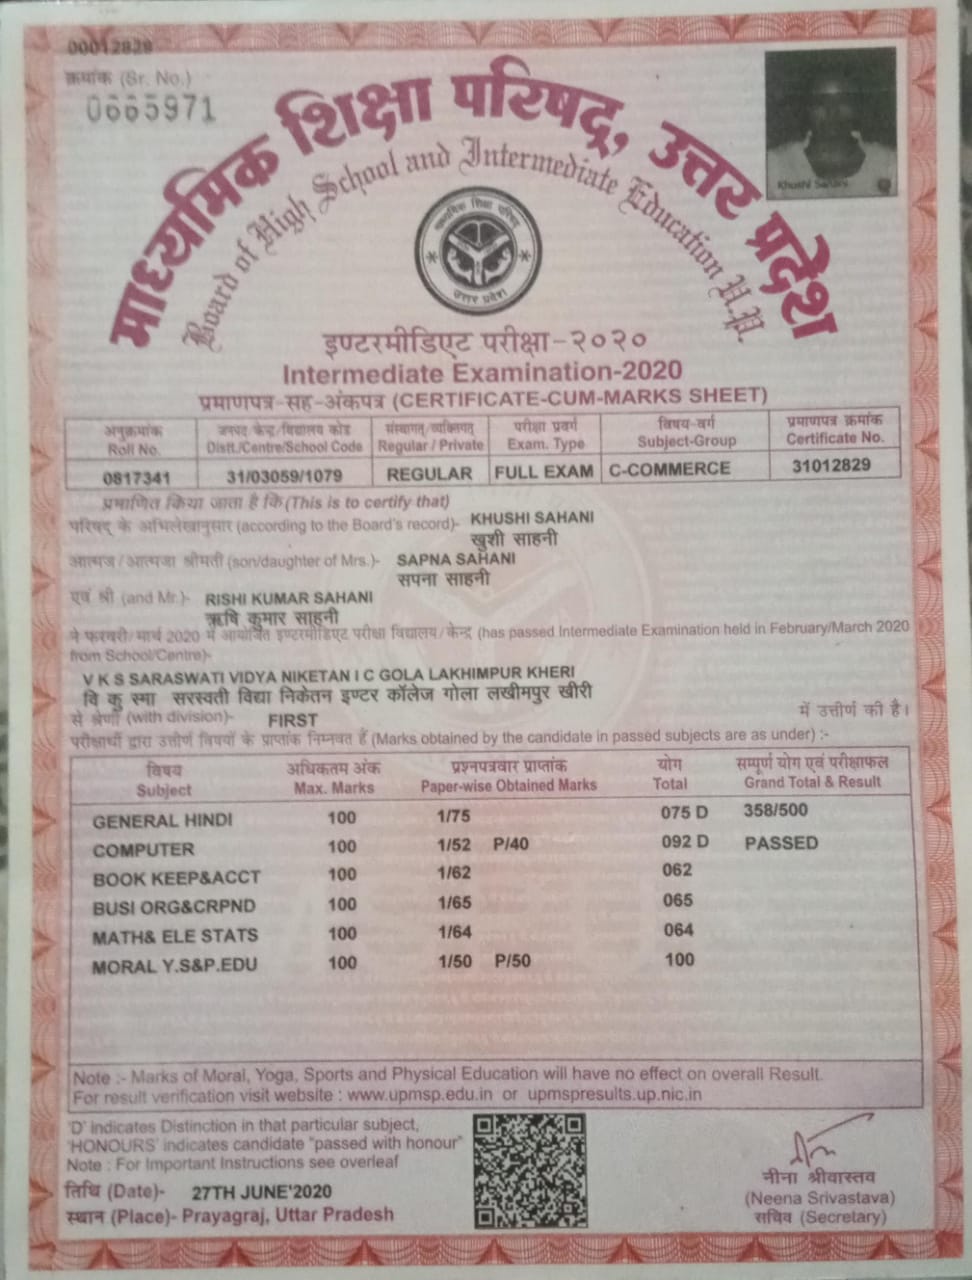 00012829
क्रमांक (Sr. No.)
0665971
माध्यमिक शिक्षा परिषद्, उत्तर प्रदेश
Board of High School and Intermediate Education U.P.
Khushi Sahani
माध्यमिक शिक्षा परिषद्
उत्तर प्रदेश
इण्टरमीडिएट परीक्षा-२०२०
Intermediate Examination-2020
प्रमाणपत्र-सह-अंकपत्र (CERTIFICATE-CUM-MARKS SHEET)
अनुक्रमांक जनपद केन्द्र/विद्यालय कोड संस्थागत्/व्यक्तिगत् परीक्षा प्रवर्ग विषय-वर्ग प्रमाणपत्र क्रमांक
Roll No. Distt./Centre/School Code Regular / Private Exam. Type Subject-Group Certificate No.
0817341 31/03059/1079 REGULAR FULL EXAM C-COMMERCE 31012829
प्रमाणित किया जाता है कि (This is to certify that)
परिषद् के अभिलेखानुसार (according to the Board's record)- KHUSHI SAHANI
खुशी साहनी
आत्मज/आत्मजा श्रीमती (son/daughter of Mrs.)- SAPNA SAHANI
सपना साहनी
एवं श्री (and Mr.)- RISHI KUMAR SAHANI
ऋषि कुमार साहनी
ने फरवरी/मार्च 2020 में आयोजित इण्टरमीडिएट परीक्षा विद्यालय/केन्द्र (has passed Intermediate Examination held in February/March 2020
from School/Centre)-
V K S SARASWATI VIDYA NIKETAN I C GOLA LAKHIMPUR KHERI
वि कु स्मा सरस्वती विद्या निकेतन इण्टर कॉलेज गोला लखीमपुर खीरी
से श्रेणी (with division)- FIRST में उत्तीर्ण की है।
परीक्षार्थी द्वारा उत्तीर्ण विषयों के प्राप्तांक निम्नवत हैं (Marks obtained by the candidate in passed subjects are as under) :-
विषय अधिकतम अंक प्रश्नपत्रवार प्राप्तांक योग सम्पूर्ण योग एवं परीक्षाफल
Subject Max. Marks Paper-wise Obtained Marks Total Grand Total & Result
GENERAL HINDI 100 1/75 075 D 358/500
COMPUTER 100 1/52 P/40 092 D PASSED
BOOK KEEP&ACCT 100 1/62 062
BUSI ORG&CRPND 100 1/65 065
MATH& ELE STATS 100 1/64 064
MORAL Y.S&P.EDU 100 1/50 P/50 100
Note :- Marks of Moral, Yoga, Sports and Physical Education will have no effect on overall Result.
For result verification visit website : www.upmsp.edu.in or upmspresults.up.nic.in
'D' indicates Distinction in that particular subject,
'HONOURS' indicates candidate "passed with honour"
Note : For Important Instructions see overleaf
तिथि (Date)- 27TH JUNE'2020
स्थान (Place)- Prayagraj, Uttar Pradesh
नीना श्रीवास्तव
(Neena Srivastava)
सचिव (Secretary)